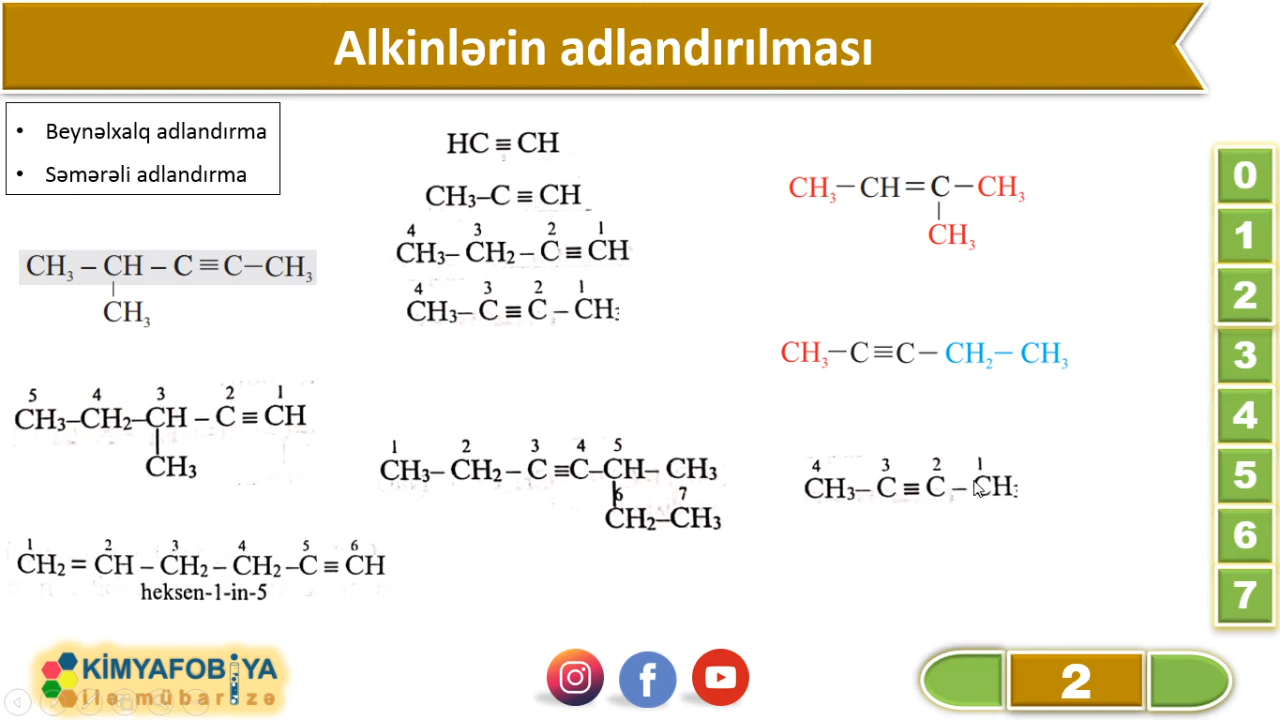 Alkinlərin adlandırılması
• Beynəlxalq adlandırma
• Səmərəli adlandırma
CH₃ – CH – C ≡ C – CH₃
CH₃
5 4 3 2 1
CH₃–CH₂–CH – C ≡ CH
CH₃
1 2 3 4 5 6
CH₂ = CH – CH₂ – CH₂ –C ≡ CH
heksen-1-in-5
HC ≡ CH
CH₃–C ≡ CH
4 3 2 1
CH₃– CH₂ – C ≡ CH
4 3 2 1
CH₃– C ≡ C – CH₃
1 2 3 4 5
CH₃– CH₂ – C ≡C–CH– CH₃
6 7
CH₂–CH₃
CH₃ – CH = C – CH₃
CH₃
CH₃ – C ≡ C – CH₂ – CH₃
4 3 2 1
CH₃– C ≡ C – CH₃
0
1
2
3
4
5
6
7
KİMYAFOBİYA
ilə mübarizə
2